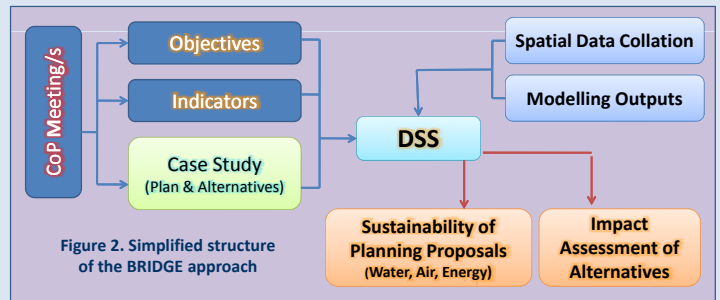 CoP Meeting/s
Objectives
Indicators
Case Study
(Plan & Alternatives)
DSS
Spatial Data Collation
Modelling Outputs
Sustainability of
Planning Proposals
(Water, Air, Energy)
Impact
Assessment of
Alternatives
Figure 2. Simplified structure
of the BRIDGE approach